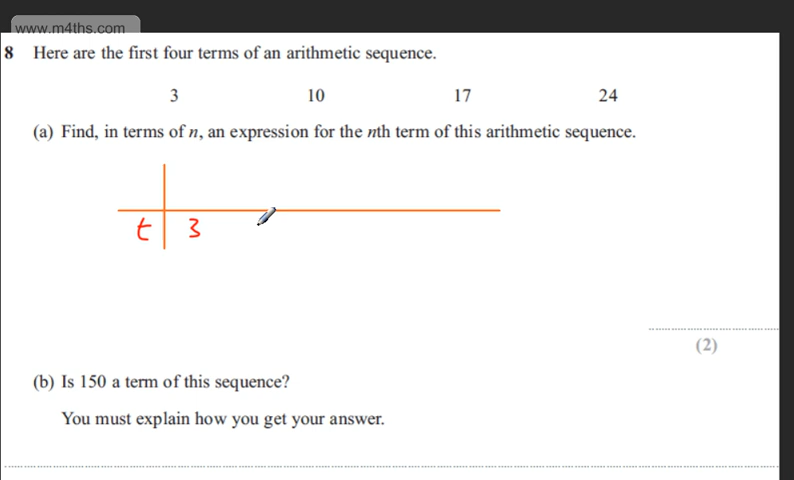 www.m4ths.com
8 Here are the first four terms of an arithmetic sequence.
3 10 17 24
(a) Find, in terms of n, an expression for the nth term of this arithmetic sequence.
t 3
(2)
(b) Is 150 a term of this sequence?
You must explain how you get your answer.